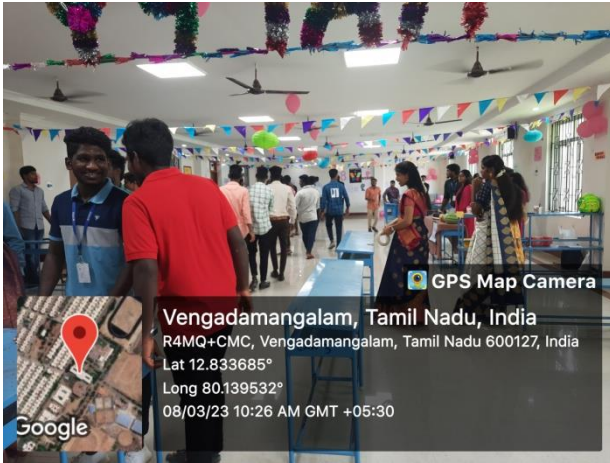 GPS Map Camera
Vengadamangalam, Tamil Nadu, India
R4MQ+CMC, Vengadamangalam, Tamil Nadu 600127, India
Lat 12.833685°
Long 80.139532°
08/03/23 10:26 AM GMT +05:30
Google